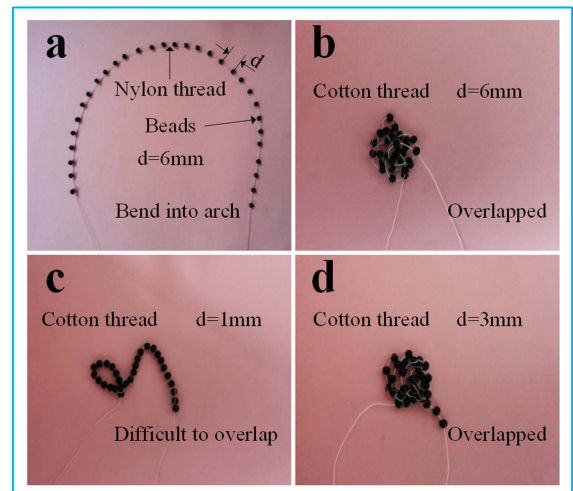 a
d
Nylon thread
Beads
d=6mm
Bend into arch
b
Cotton thread d=6mm
Overlapped
c
Cotton thread d=1mm
Difficult to overlap
d
Cotton thread d=3mm
Overlapped